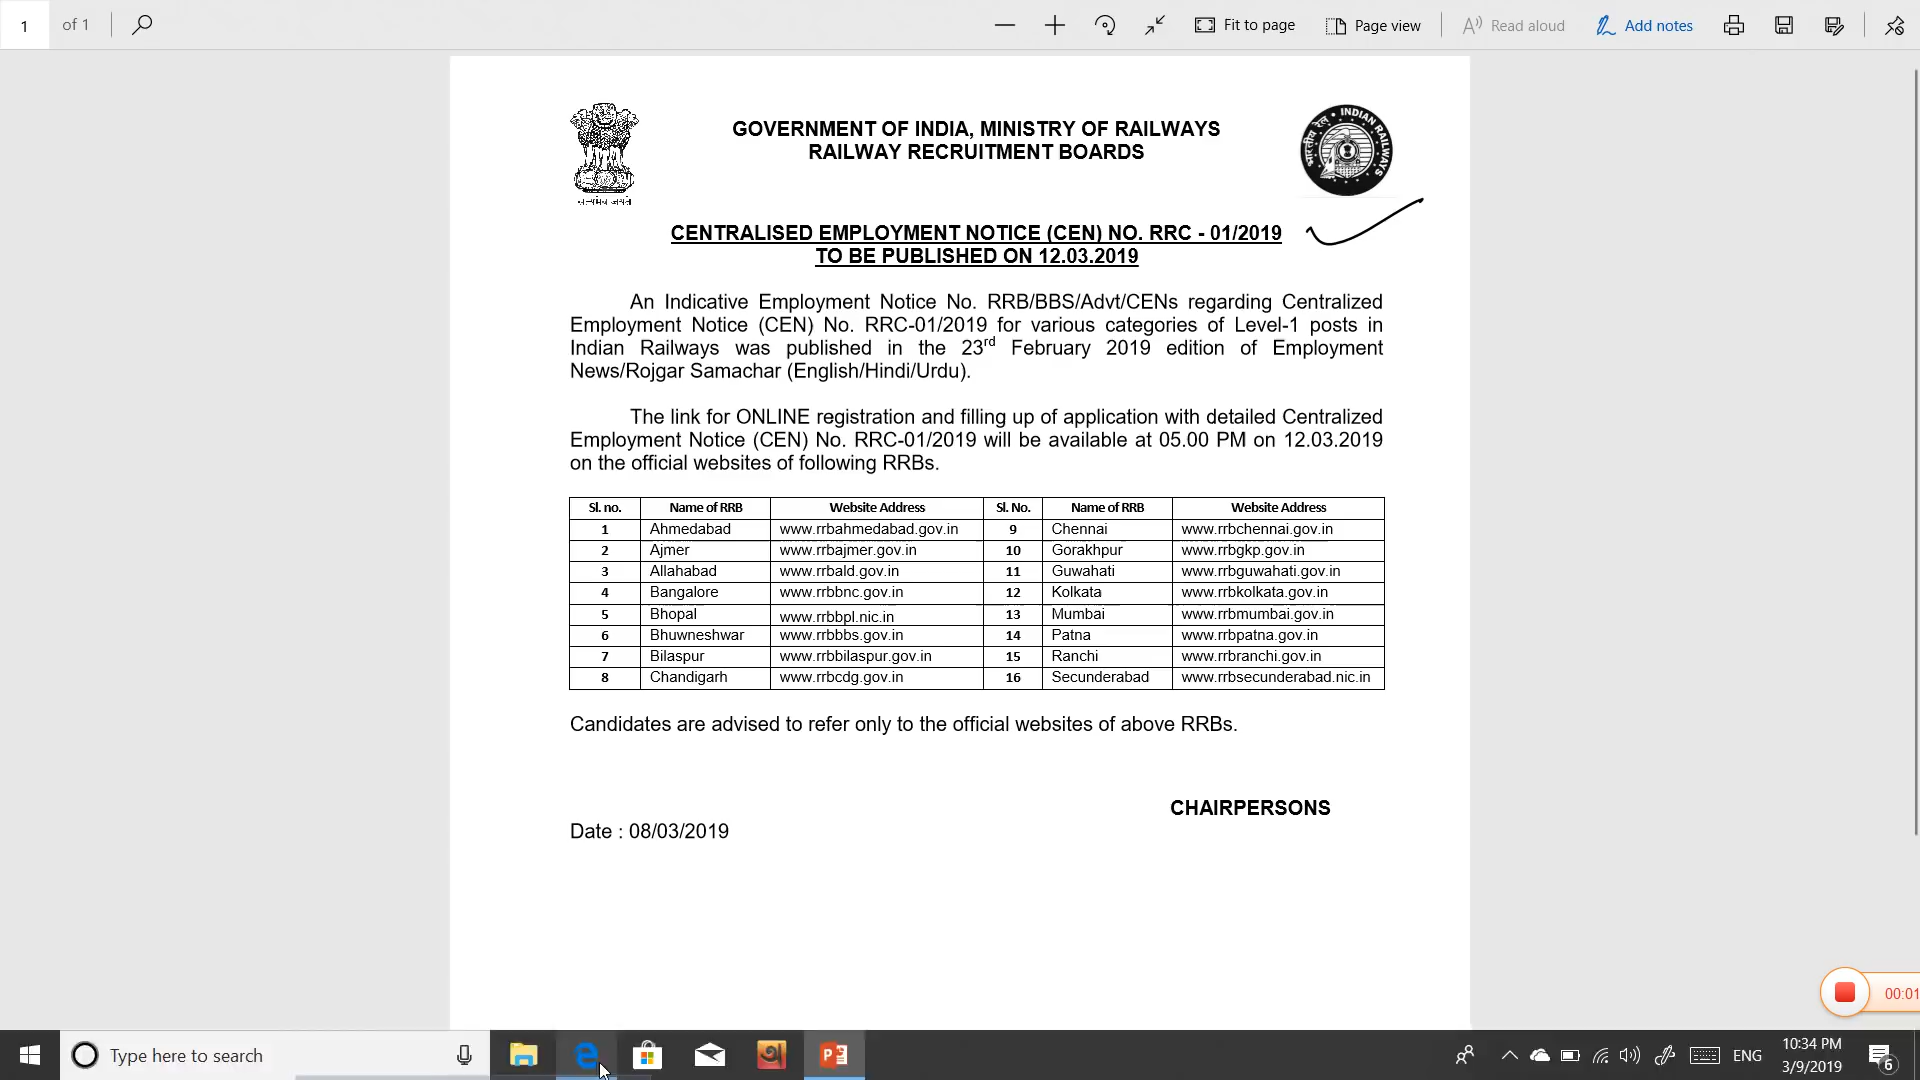 1 of 1 Fit to page Page view Read aloud Add notes
INDIAN RAILWAYS
भारतीय रेल
GOVERNMENT OF INDIA, MINISTRY OF RAILWAYS
RAILWAY RECRUITMENT BOARDS
CENTRALISED EMPLOYMENT NOTICE (CEN) NO. RRC - 01/2019
TO BE PUBLISHED ON 12.03.2019
An Indicative Employment Notice No. RRB/BBS/Advt/CENs regarding Centralized
Employment Notice (CEN) No. RRC-01/2019 for various categories of Level-1 posts in
Indian Railways was published in the 23rd February 2019 edition of Employment
News/Rojgar Samachar (English/Hindi/Urdu).
The link for ONLINE registration and filling up of application with detailed Centralized
Employment Notice (CEN) No. RRC-01/2019 will be available at 05.00 PM on 12.03.2019
on the official websites of following RRBs.
Sl. no. Name of RRB Website Address Sl. No. Name of RRB Website Address
1 Ahmedabad www.rrbahmedabad.gov.in 9 Chennai www.rrbchennai.gov.in
2 Ajmer www.rrbajmer.gov.in 10 Gorakhpur www.rrbgkp.gov.in
3 Allahabad www.rrbald.gov.in 11 Guwahati www.rrbguwahati.gov.in
4 Bangalore www.rrbbnc.gov.in 12 Kolkata www.rrbkolkata.gov.in
5 Bhopal www.rrbbpl.nic.in 13 Mumbai www.rrbmumbai.gov.in
6 Bhuwneshwar www.rrbbbs.gov.in 14 Patna www.rrbpatna.gov.in
7 Bilaspur www.rrbbilaspur.gov.in 15 Ranchi www.rrbranchi.gov.in
8 Chandigarh www.rrbcdg.gov.in 16 Secunderabad www.rrbsecunderabad.nic.in
Candidates are advised to refer only to the official websites of above RRBs.
CHAIRPERSONS
Date : 08/03/2019
00:01
Type here to search
ENG
10:34 PM
3/9/2019
6